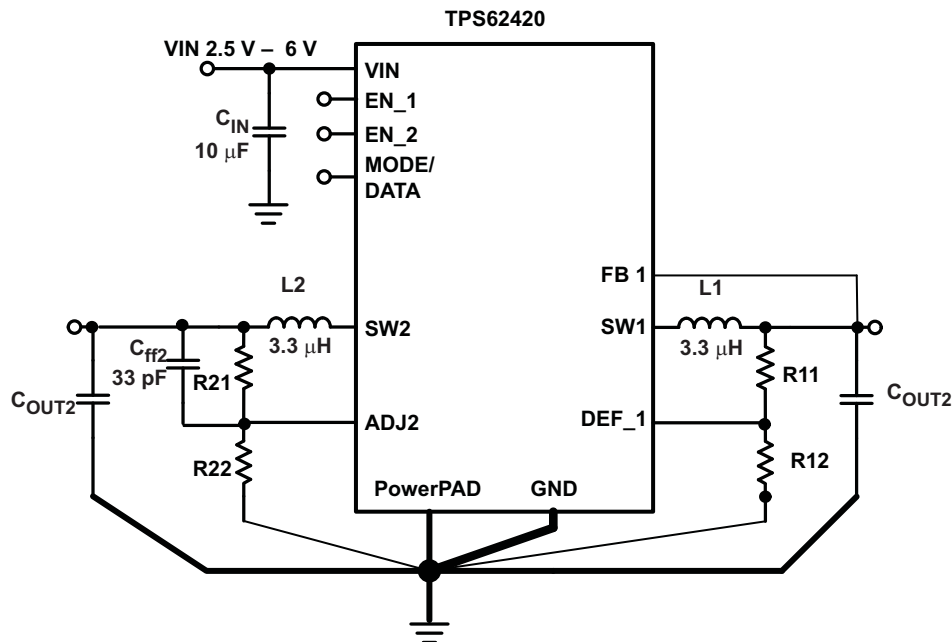 TPS62420
VIN 2.5 V – 6 V
VIN
EN_1
C_IN
EN_2
10 μF
MODE/
DATA
FB 1
L2
L1
SW2
SW1
C_ff2
3.3 μH
3.3 μH
33 pF
R21
R11
C_OUT2
C_OUT2
ADJ2
DEF_1
R22
R12
PowerPAD
GND